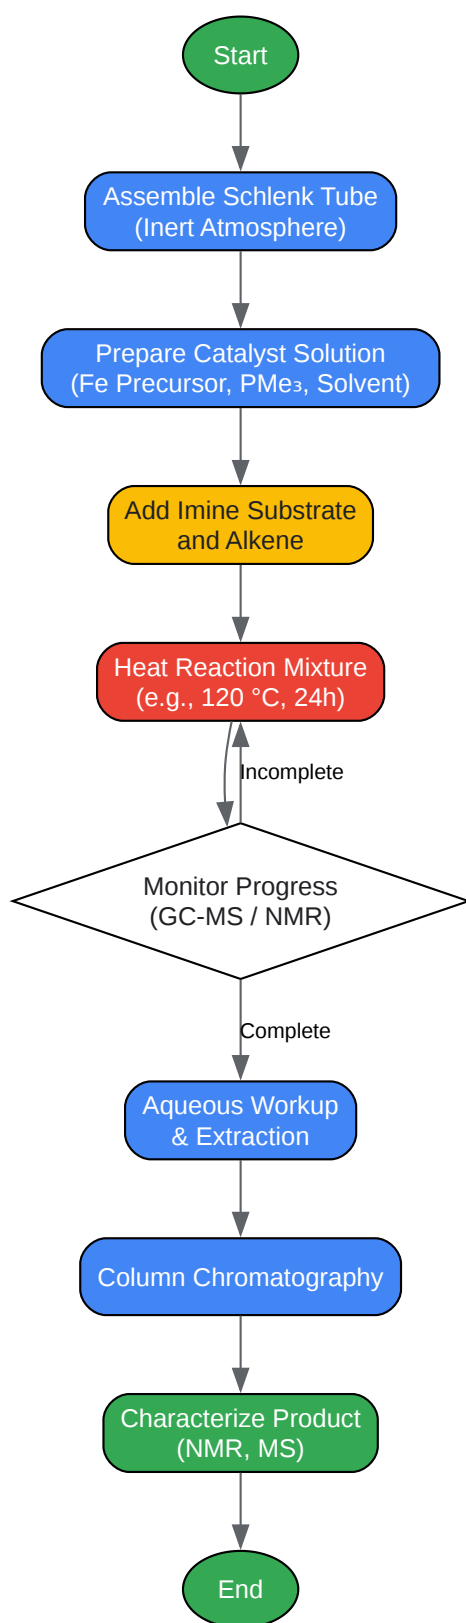 Start
Assemble Schlenk Tube
(Inert Atmosphere)
Prepare Catalyst Solution
(Fe Precursor, PMe₃, Solvent)
Add Imine Substrate
and Alkene
Heat Reaction Mixture
(e.g., 120 °C, 24h)
Incomplete
Monitor Progress
(GC-MS / NMR)
Complete
Aqueous Workup
& Extraction
Column Chromatography
Characterize Product
(NMR, MS)
End